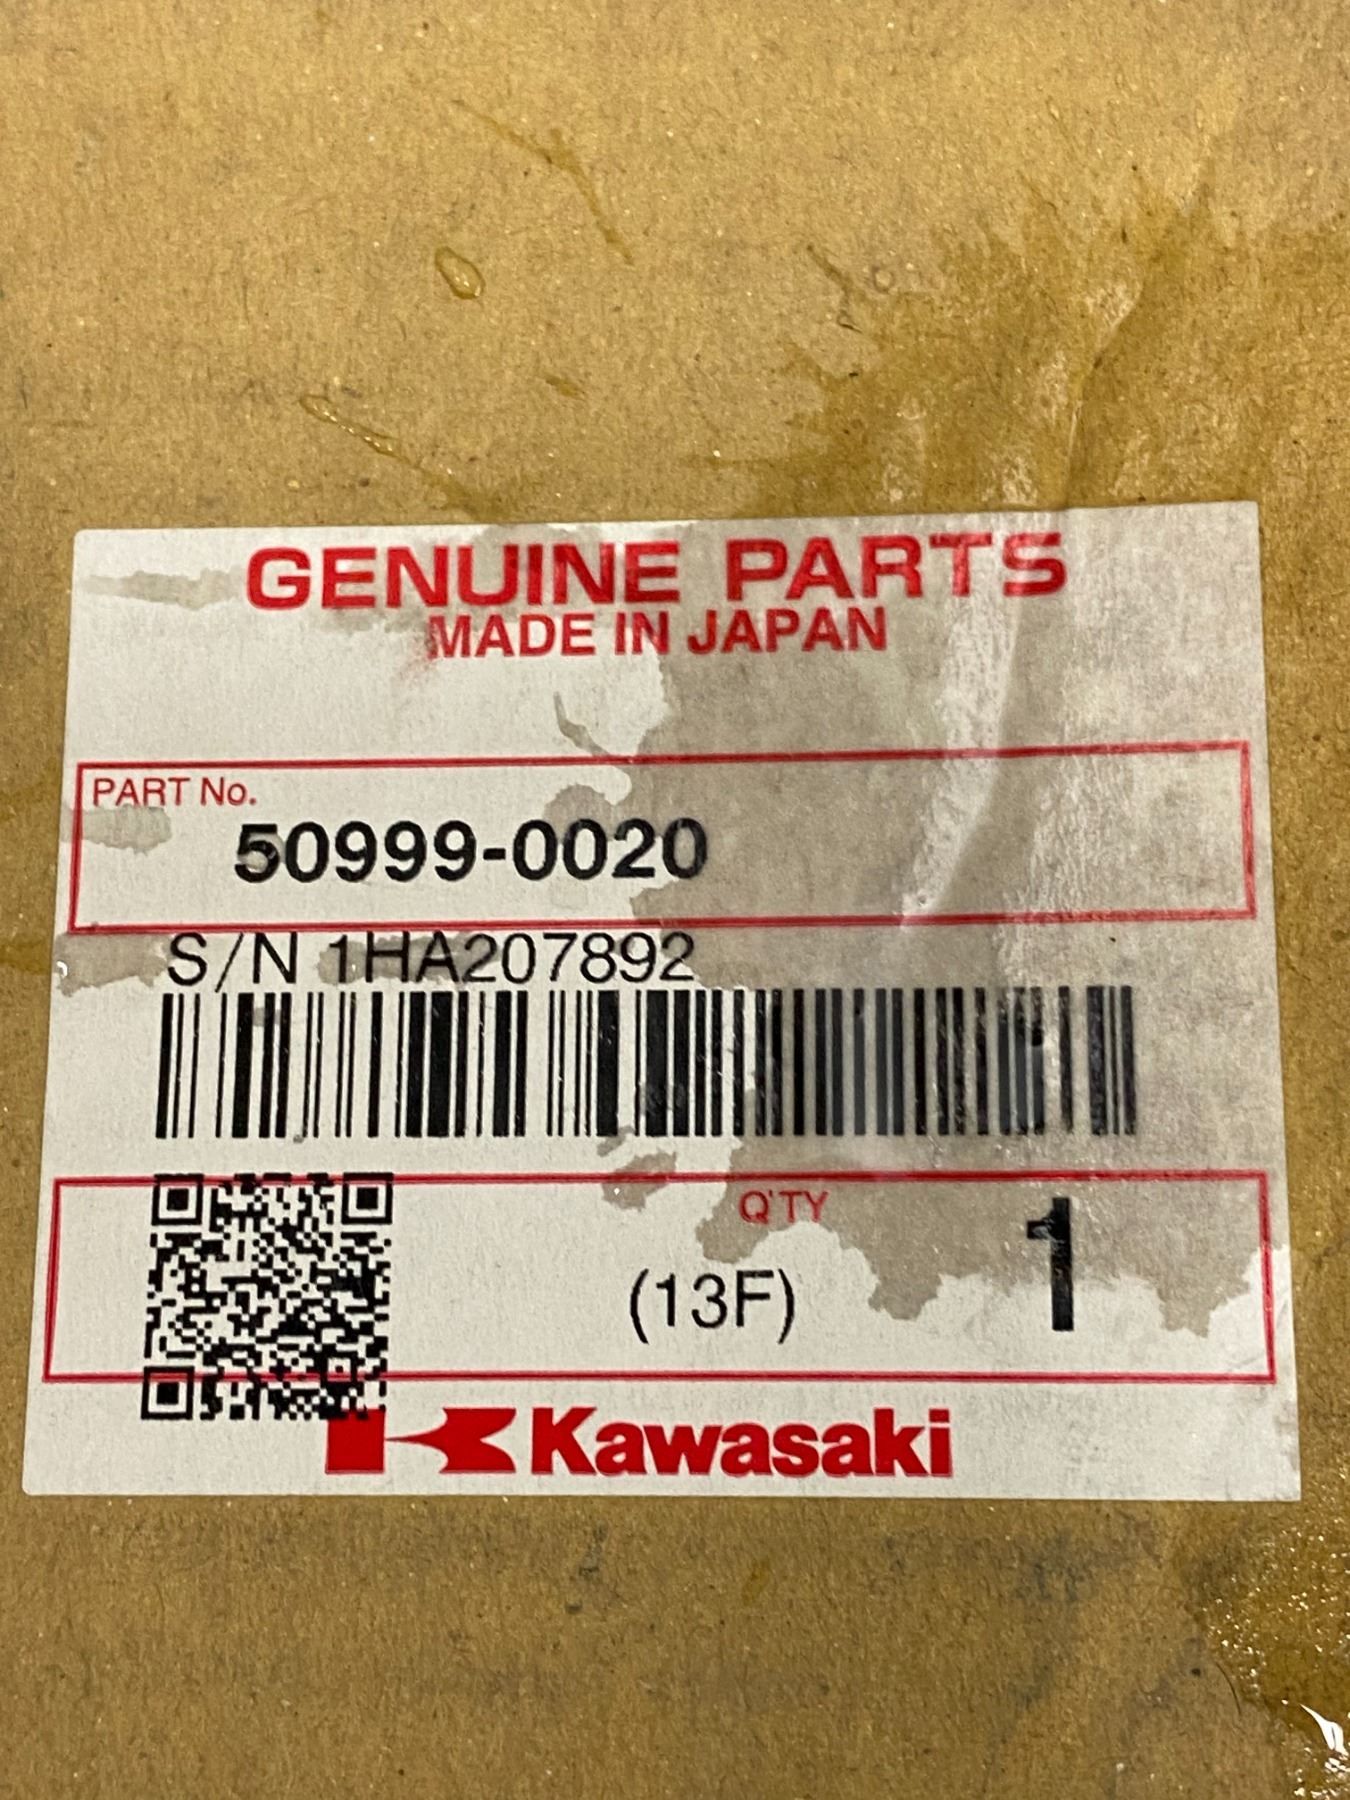 GENUINE PARTS
MADE IN JAPAN
PART No.
50999-0020
S/N 1HA207892
Q'TY
(13F) 1
Kawasaki